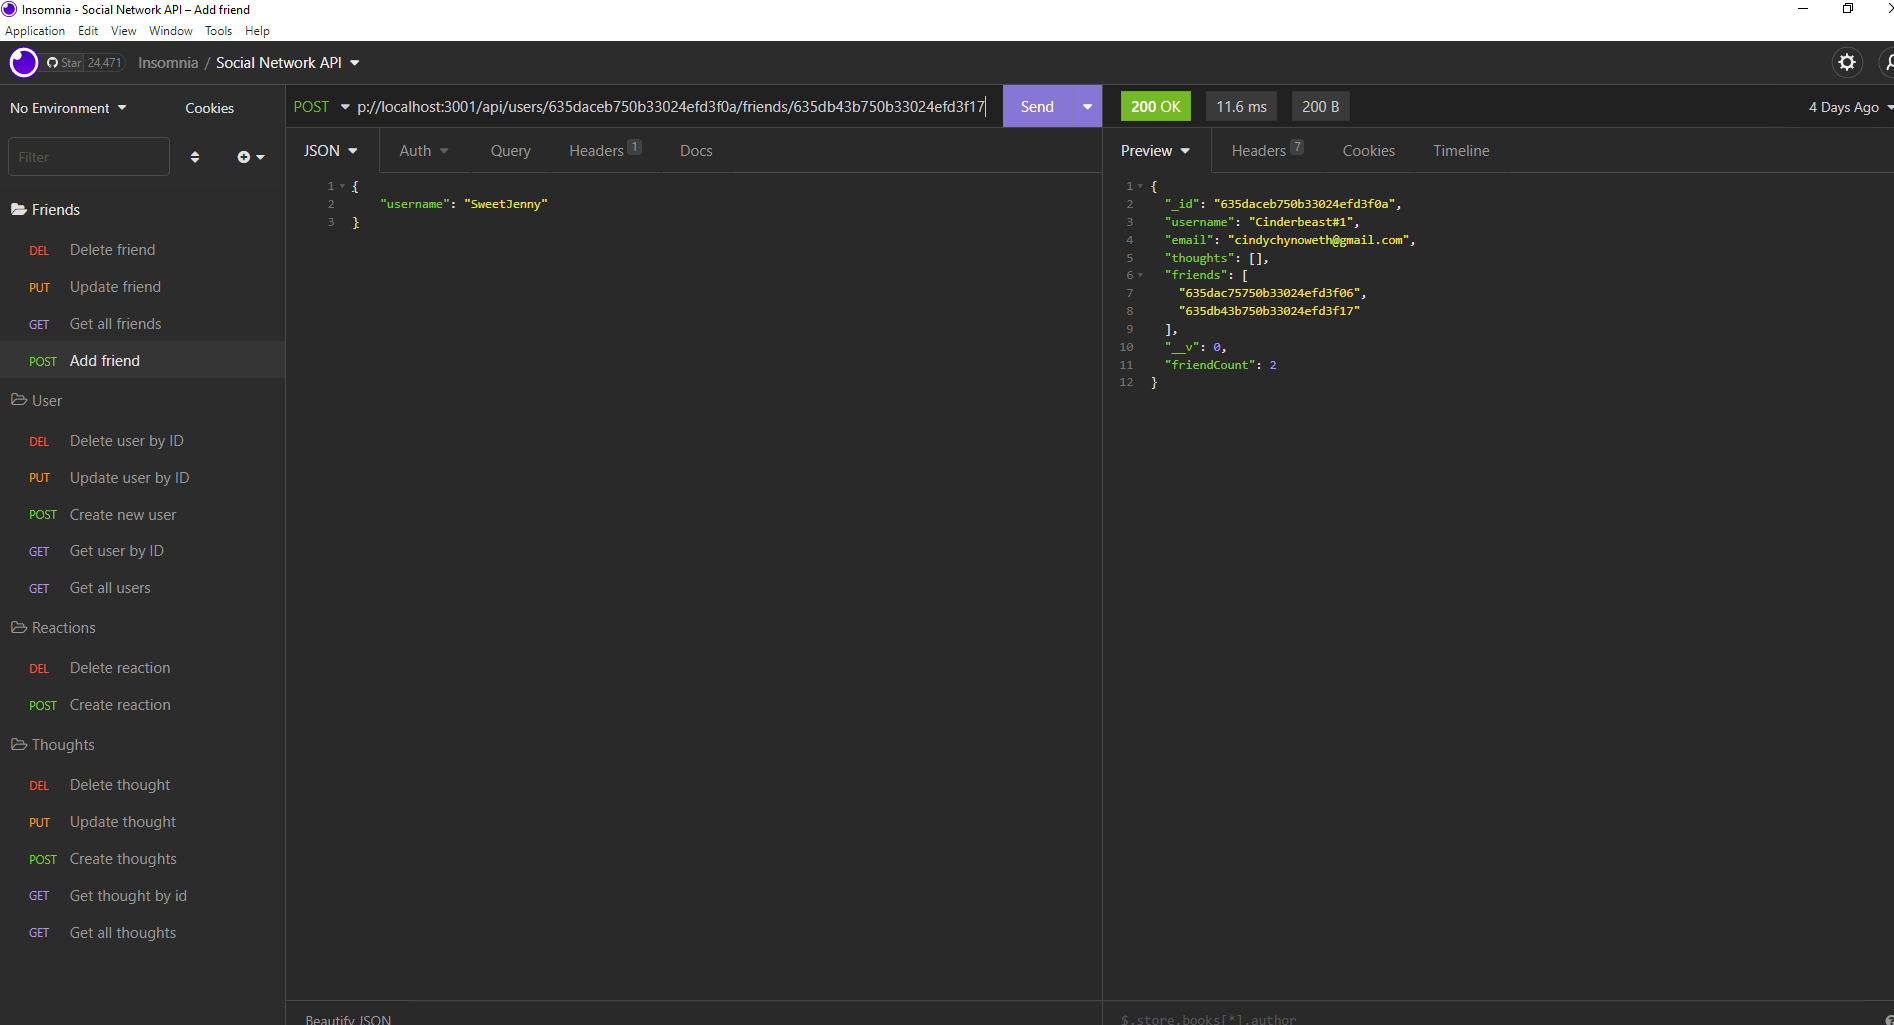 Insomnia - Social Network API – Add friend
Application Edit View Window Tools Help
Star 24,471 Insomnia / Social Network API
No Environment Cookies
POST p://localhost:3001/api/users/635daceb750b33024efd3f0a/friends/635db43b750b33024efd3f17 Send
200 OK 11.6 ms 200 B 4 Days Ago
Filter
JSON Auth Query Headers 1 Docs
Preview Headers 7 Cookies Timeline
Friends
DEL Delete friend
PUT Update friend
GET Get all friends
POST Add friend
User
DEL Delete user by ID
PUT Update user by ID
POST Create new user
GET Get user by ID
GET Get all users
Reactions
DEL Delete reaction
POST Create reaction
Thoughts
DEL Delete thought
PUT Update thought
POST Create thoughts
GET Get thought by id
GET Get all thoughts
1 {
2 "username": "SweetJenny"
3 }
Beautify JSON
1 {
2 "_id": "635daceb750b33024efd3f0a",
3 "username": "Cinderbeast#1",
4 "email": "cindychynoweth@gmail.com",
5 "thoughts": [],
6 "friends": [
7 "635dac75750b33024efd3f06",
8 "635db43b750b33024efd3f17"
9 ],
10 "__v": 0,
11 "friendCount": 2
12 }
$.store.books[*].author